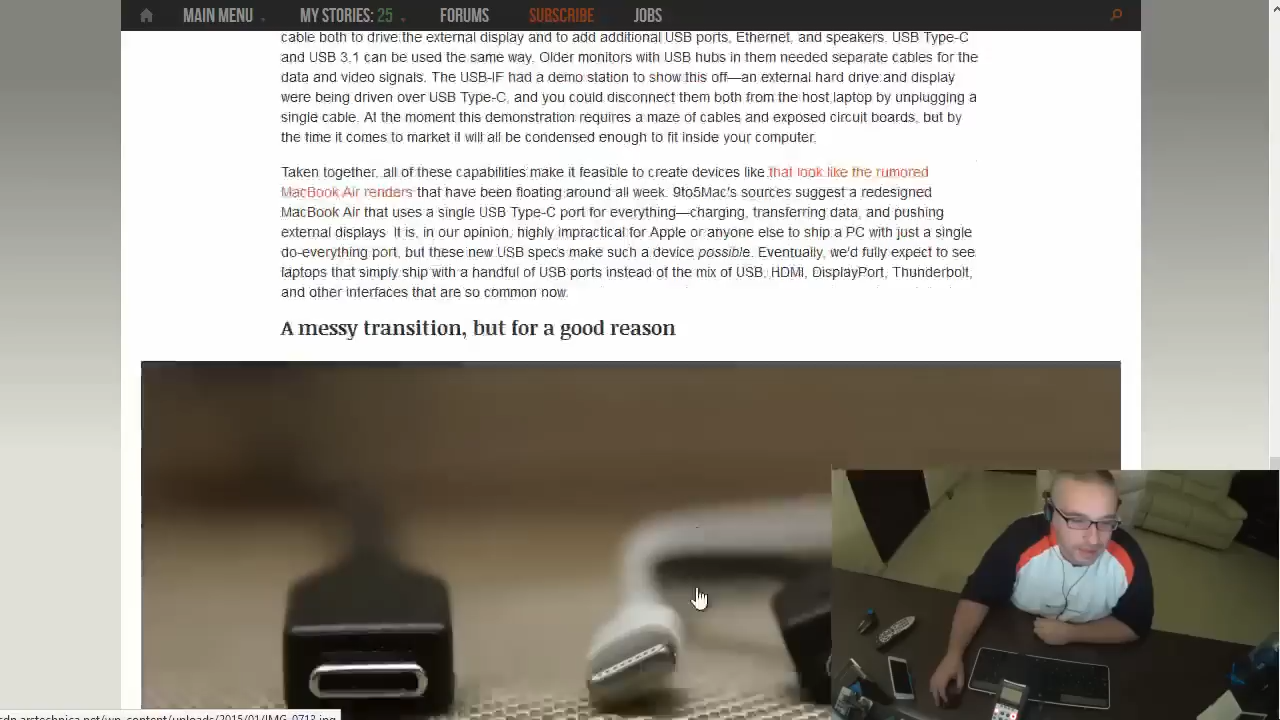 MAIN MENU MY STORIES: 25 FORUMS SUBSCRIBE JOBS
cable both to drive the external display and to add additional USB ports, Ethernet, and speakers. USB Type-C
and USB 3.1 can be used the same way. Older monitors with USB hubs in them needed separate cables for the
data and video signals. The USB-IF had a demo station to show this off—an external hard drive and display
were being driven over USB Type-C, and you could disconnect them both from the host laptop by unplugging a
single cable. At the moment this demonstration requires a maze of cables and exposed circuit boards, but by
the time it comes to market it will all be condensed enough to fit inside your computer.
Taken together, all of these capabilities make it feasible to create devices like that look like the rumored
MacBook Air renders that have been floating around all week. 9to5Mac's sources suggest a redesigned
MacBook Air that uses a single USB Type-C port for everything—charging, transferring data, and pushing
external displays. It is, in our opinion, highly impractical for Apple or anyone else to ship a PC with just a single
do-everything port, but these new USB specs make such a device possible. Eventually, we'd fully expect to see
laptops that simply ship with a handful of USB ports instead of the mix of USB, HDMI, DisplayPort, Thunderbolt,
and other interfaces that are so common now.
A messy transition, but for a good reason
cdn.arstechnica.net/wp-content/uploads/2015/01/IMG_0713.jpg